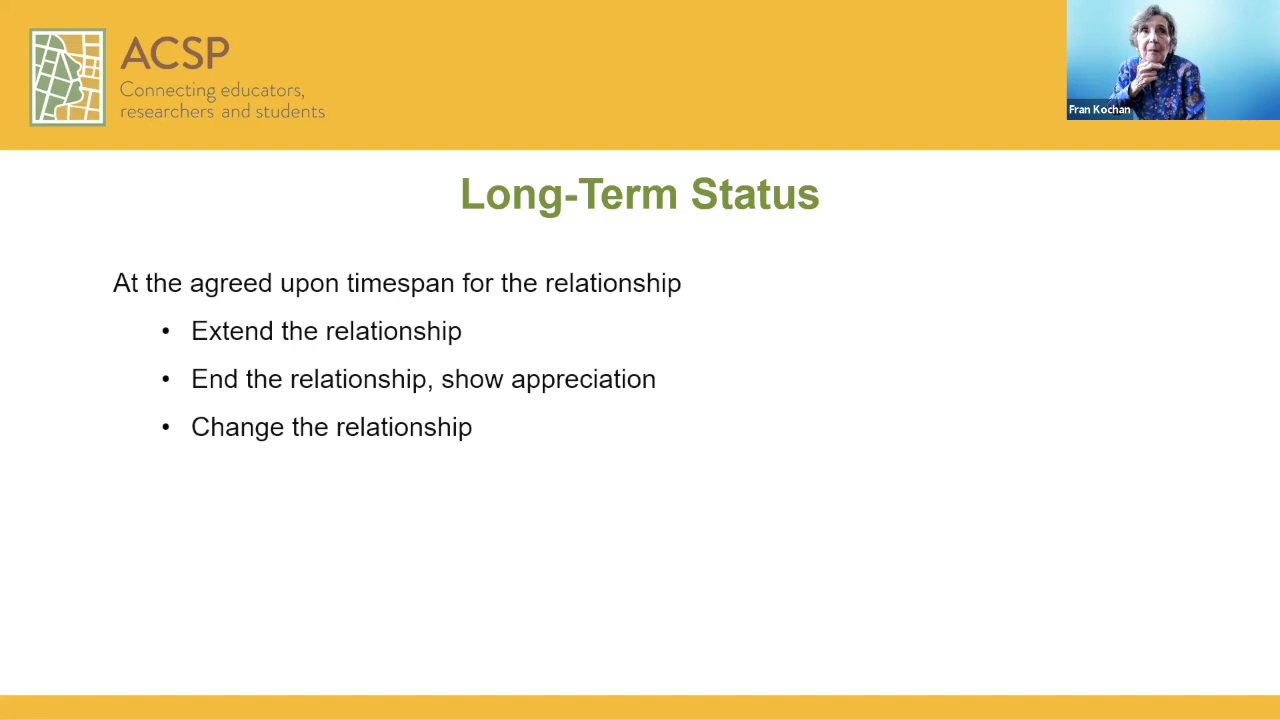 ACSP
Connecting educators,
researchers and students
Fran Kochan
Long-Term Status
At the agreed upon timespan for the relationship
• Extend the relationship
• End the relationship, show appreciation
• Change the relationship